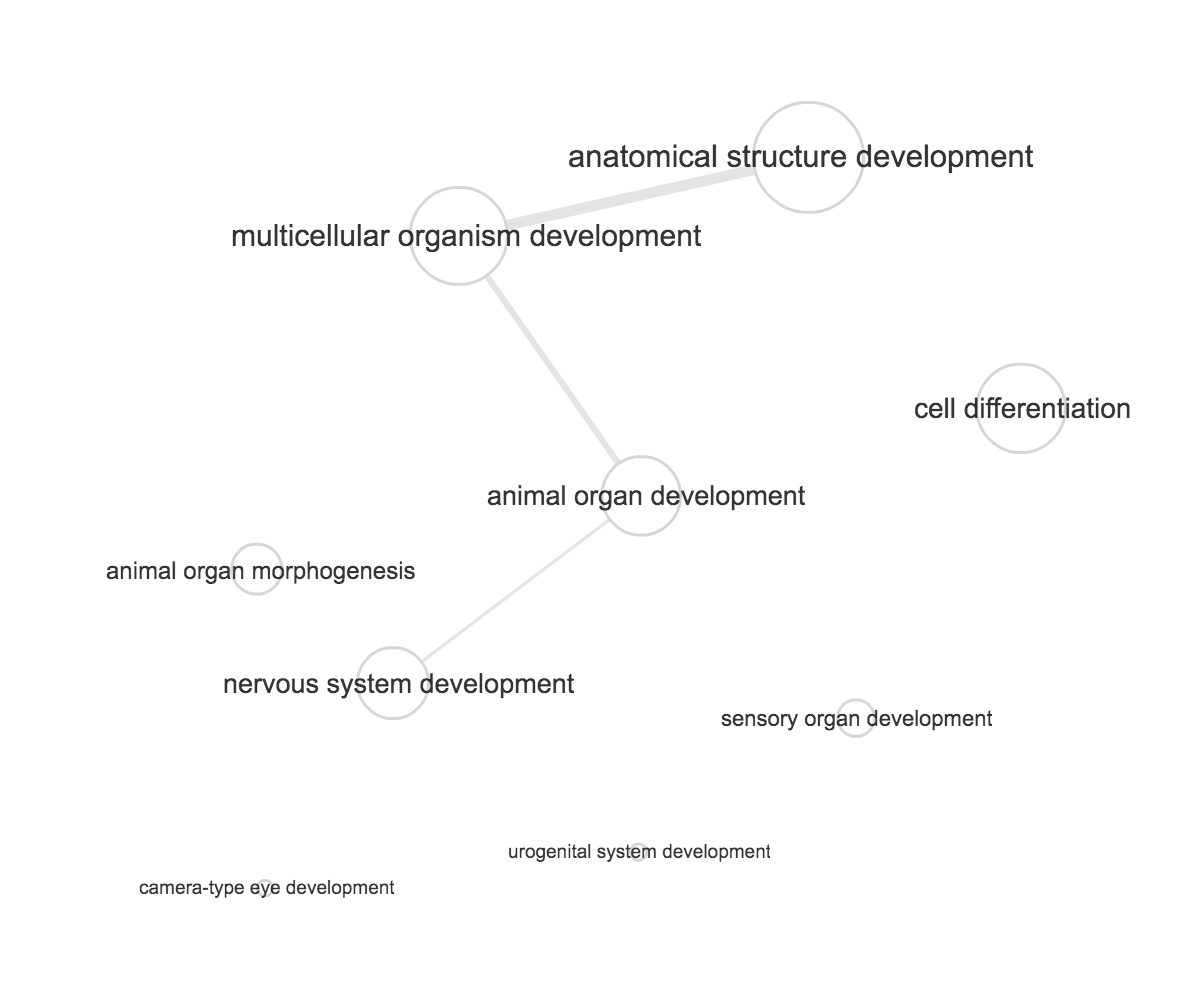 anatomical structure development
multicellular organism development
cell differentiation
animal organ development
animal organ morphogenesis
nervous system development
sensory organ development
urogenital system development
camera-type eye development